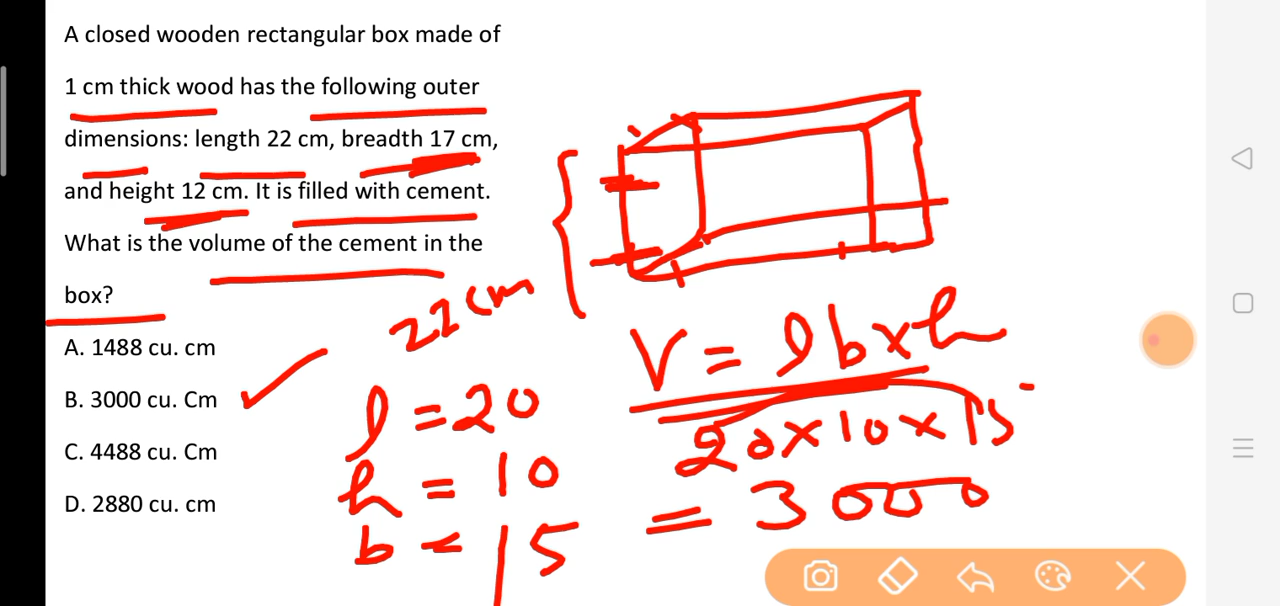 A closed wooden rectangular box made of
1 cm thick wood has the following outer
dimensions: length 22 cm, breadth 17 cm,
and height 12 cm. It is filled with cement.
What is the volume of the cement in the
box?
A. 1488 cu. cm
B. 3000 cu. Cm
C. 4488 cu. Cm
D. 2880 cu. cm
22 cm
l = 20
h = 10
b = 15
V = lb×h
20×10×15
= 3000